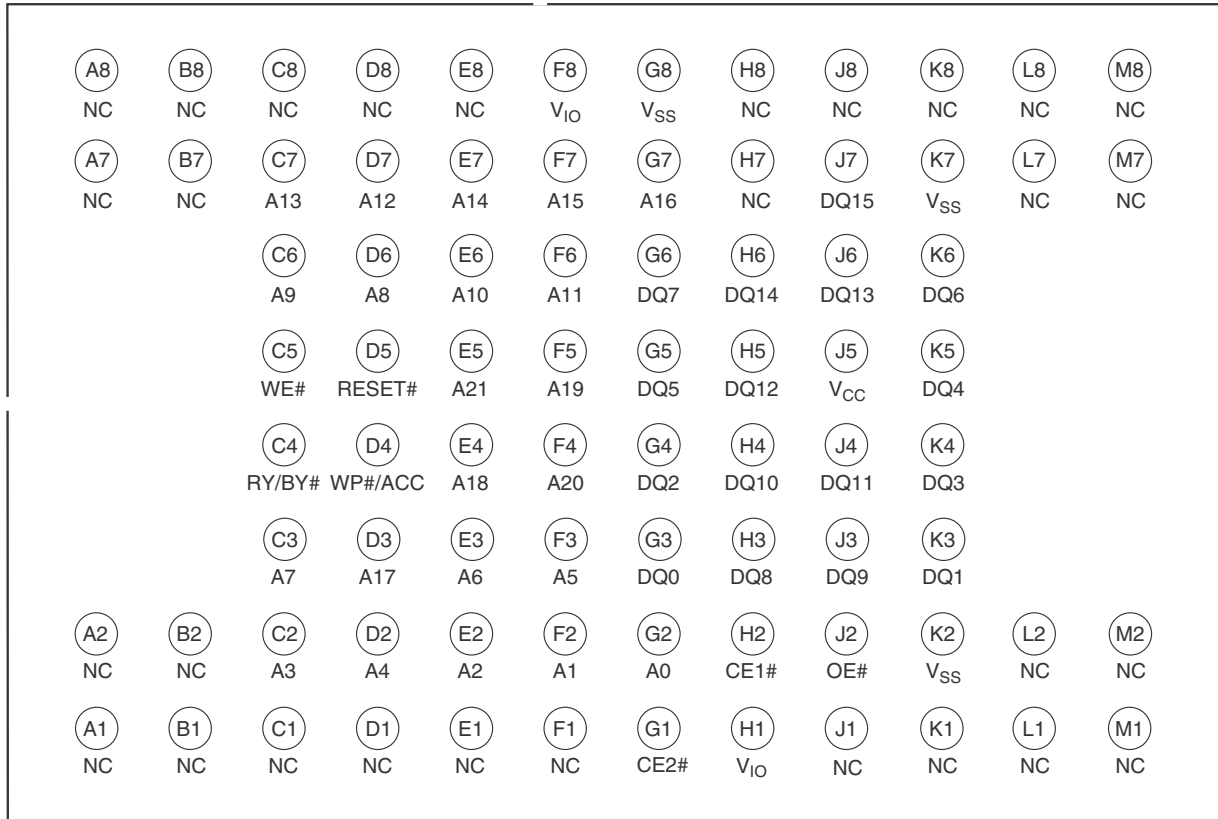 A8 B8 C8 D8 E8 F8 G8 H8 J8 K8 L8 M8
NC NC NC NC NC VIO VSS NC NC NC NC NC
A7 B7 C7 D7 E7 F7 G7 H7 J7 K7 L7 M7
NC NC A13 A12 A14 A15 A16 NC DQ15 VSS NC NC
C6 D6 E6 F6 G6 H6 J6 K6
A9 A8 A10 A11 DQ7 DQ14 DQ13 DQ6
C5 D5 E5 F5 G5 H5 J5 K5
WE# RESET# A21 A19 DQ5 DQ12 VCC DQ4
C4 D4 E4 F4 G4 H4 J4 K4
RY/BY# WP#/ACC A18 A20 DQ2 DQ10 DQ11 DQ3
C3 D3 E3 F3 G3 H3 J3 K3
A7 A17 A6 A5 DQ0 DQ8 DQ9 DQ1
A2 B2 C2 D2 E2 F2 G2 H2 J2 K2 L2 M2
NC NC A3 A4 A2 A1 A0 CE1# OE# VSS NC NC
A1 B1 C1 D1 E1 F1 G1 H1 J1 K1 L1 M1
NC NC NC NC NC NC CE2# VIO NC NC NC NC